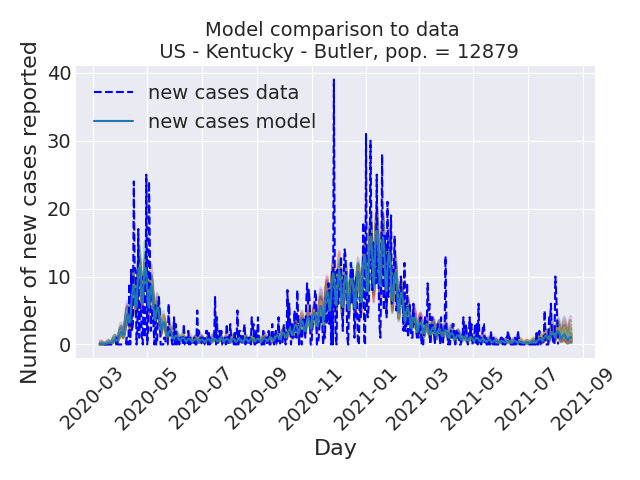 Model comparison to data
US - Kentucky - Butler, pop. = 12879
Number of new cases reported
40
30
20
10
0
new cases data
new cases model
2020-03
2020-05
2020-07
2020-09
2020-11
2021-01
2021-03
2021-05
2021-07
2021-09
Day